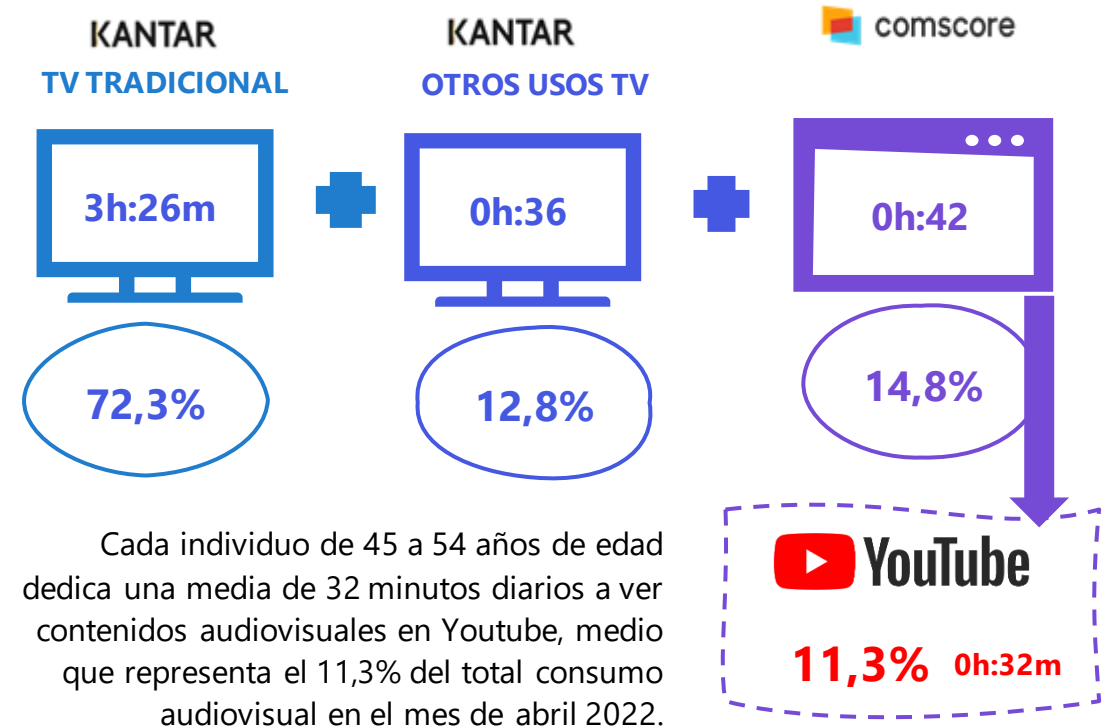 KANTAR
TV TRADICIONAL
3h:26m
72,3%
KANTAR
OTROS USOS TV
0h:36
12,8%
comscore
0h:42
14,8%
Cada individuo de 45 a 54 años de edad
dedica una media de 32 minutos diarios a ver
contenidos audiovisuales en Youtube, medio
que representa el 11,3% del total consumo
audiovisual en el mes de abril 2022.
YouTube
11,3% 0h:32m